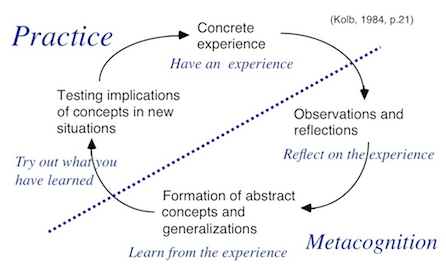 Practice
Concrete
experience
Have an experience
(Kolb, 1984, p.21)
Testing implications
of concepts in new
situations
Try out what you
have learned
Observations and
reflections
Reflect on the experience
Formation of abstract
concepts and
generalizations
Learn from the experience
Metacognition